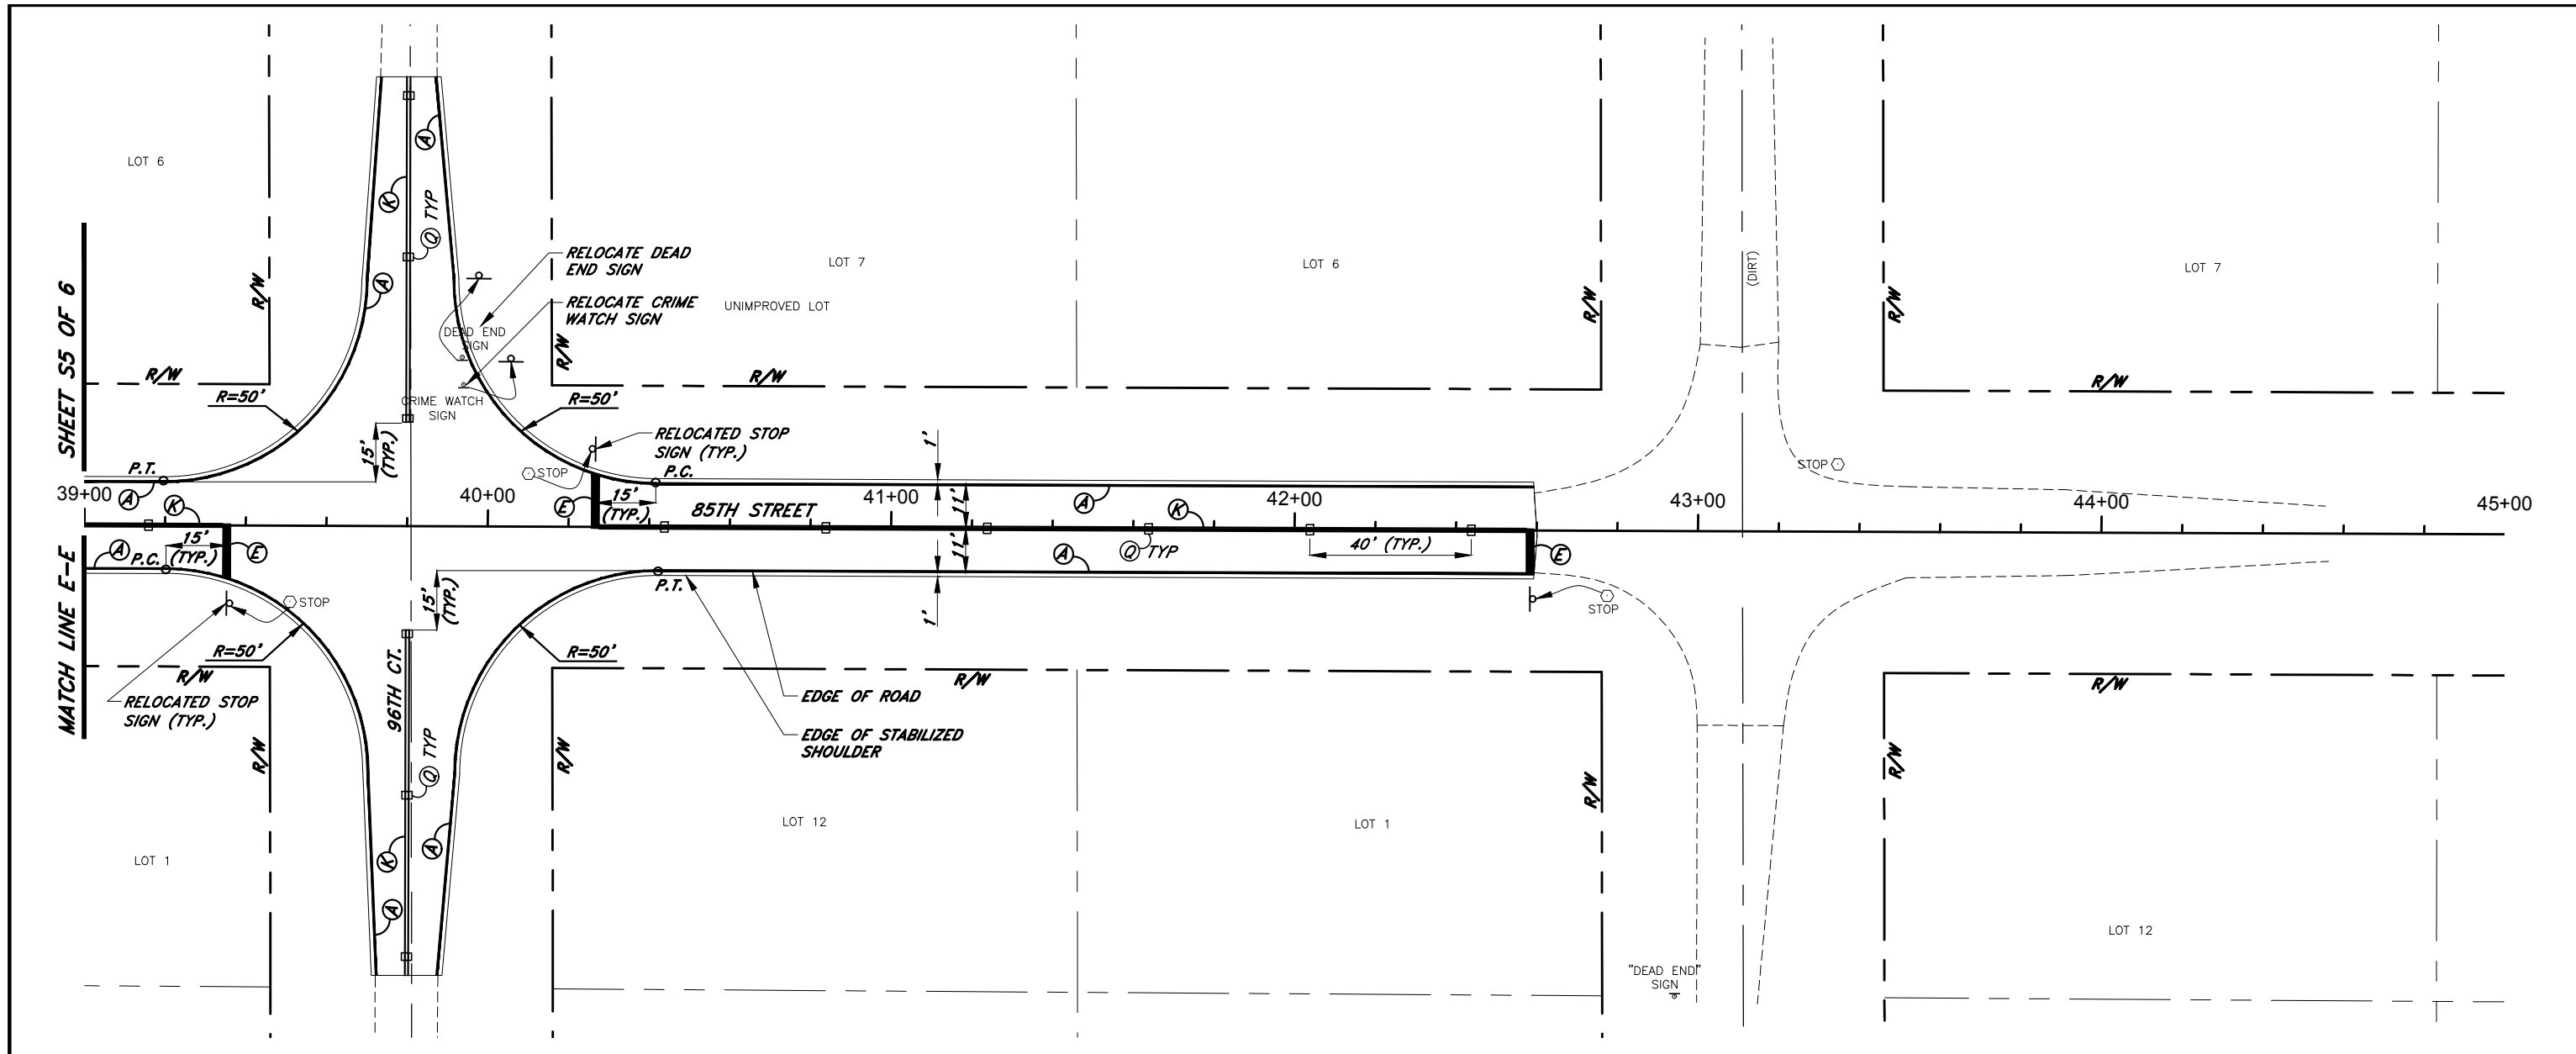 LOT 6
R/W
SHEET S5 OF 6
MATCH LINE E-E
R/W
R=50'
P.T.
39+00
A
K
A
P.C.
15'
(TYP.)
E
STOP
R=50'
R/W
RELOCATED STOP
SIGN (TYP.)
R/W
LOT 1
A
K
Q TYP
A
15'
(TYP.)
RELOCATE DEAD
END SIGN
RELOCATE CRIME
WATCH SIGN
DEAD END
SIGN
CRIME WATCH
SIGN
R/W
R=50'
RELOCATED STOP
SIGN (TYP.)
STOP
P.C.
40+00
E
15'
(TYP.)
85TH STREET
P.T.
15'
(TYP.)
R=50'
96TH CT.
Q TYP
K
A
A
R/W
LOT 7
UNIMPROVED LOT
R/W
1'
11'
11'
1'
41+00
A
K
A
Q TYP
42+00
40' (TYP.)
E
STOP
EDGE OF ROAD
EDGE OF STABILIZED
SHOULDER
R/W
LOT 12
LOT 6
R/W
LOT 1
R/W
(DIRT)
43+00
"DEAD END"
SIGN
R/W
LOT 7
R/W
STOP
44+00
45+00
R/W
R/W
LOT 12